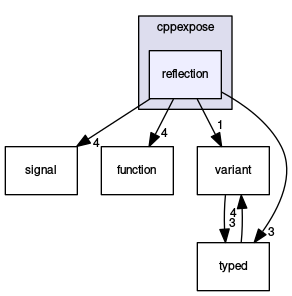 cppexpose
reflection
4
4
1
signal
function
variant
4
3
3
typed